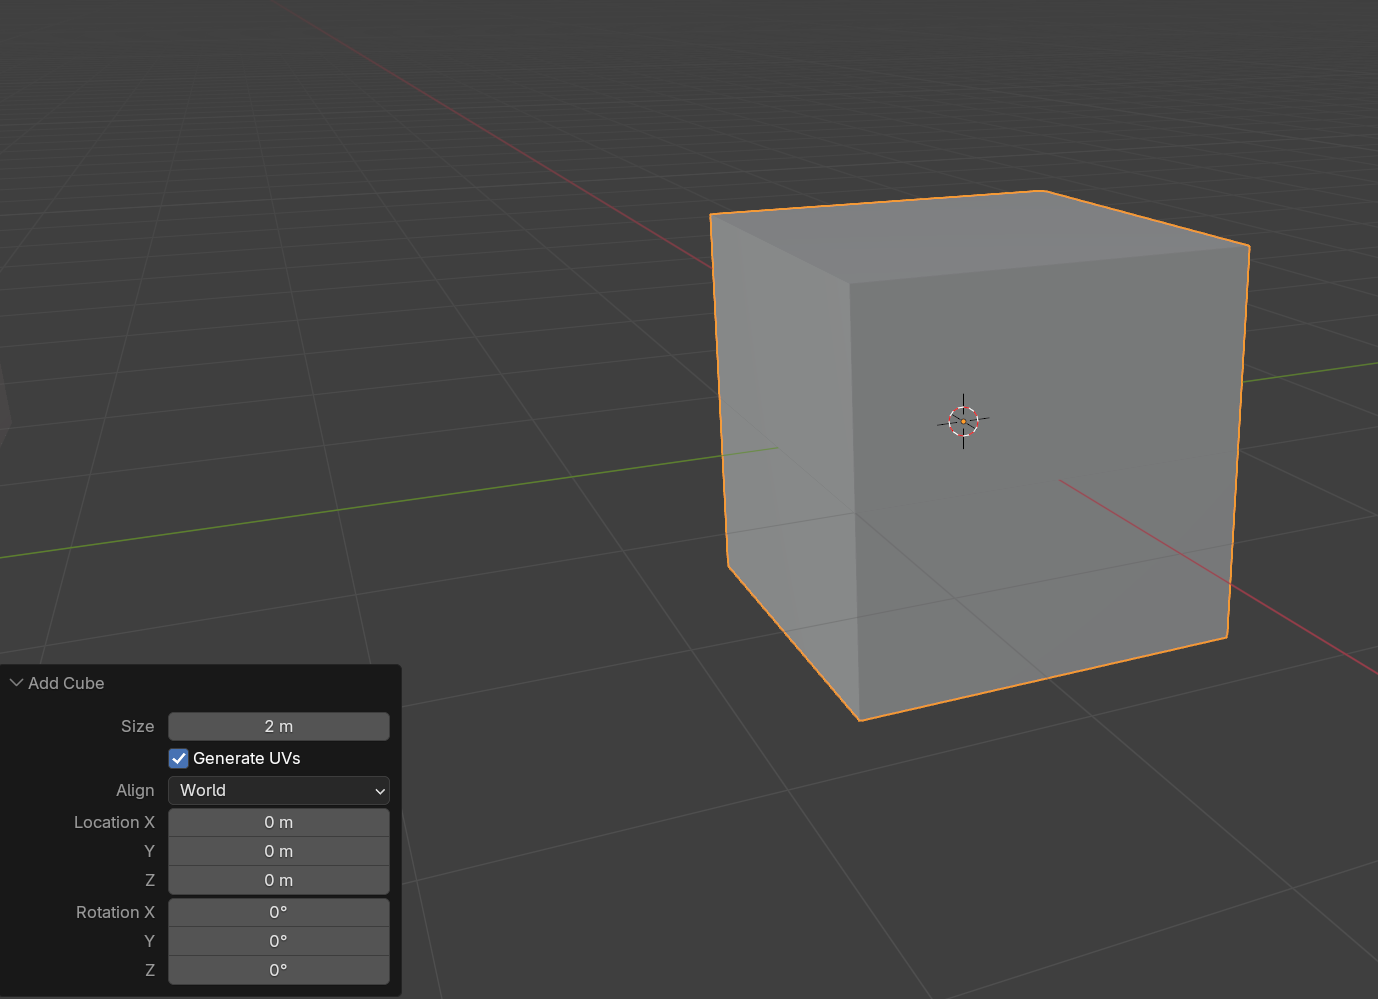 Add Cube
Size 2 m
Generate UVs
Align World
Location X 0 m
Y 0 m
Z 0 m
Rotation X 0°
Y 0°
Z 0°